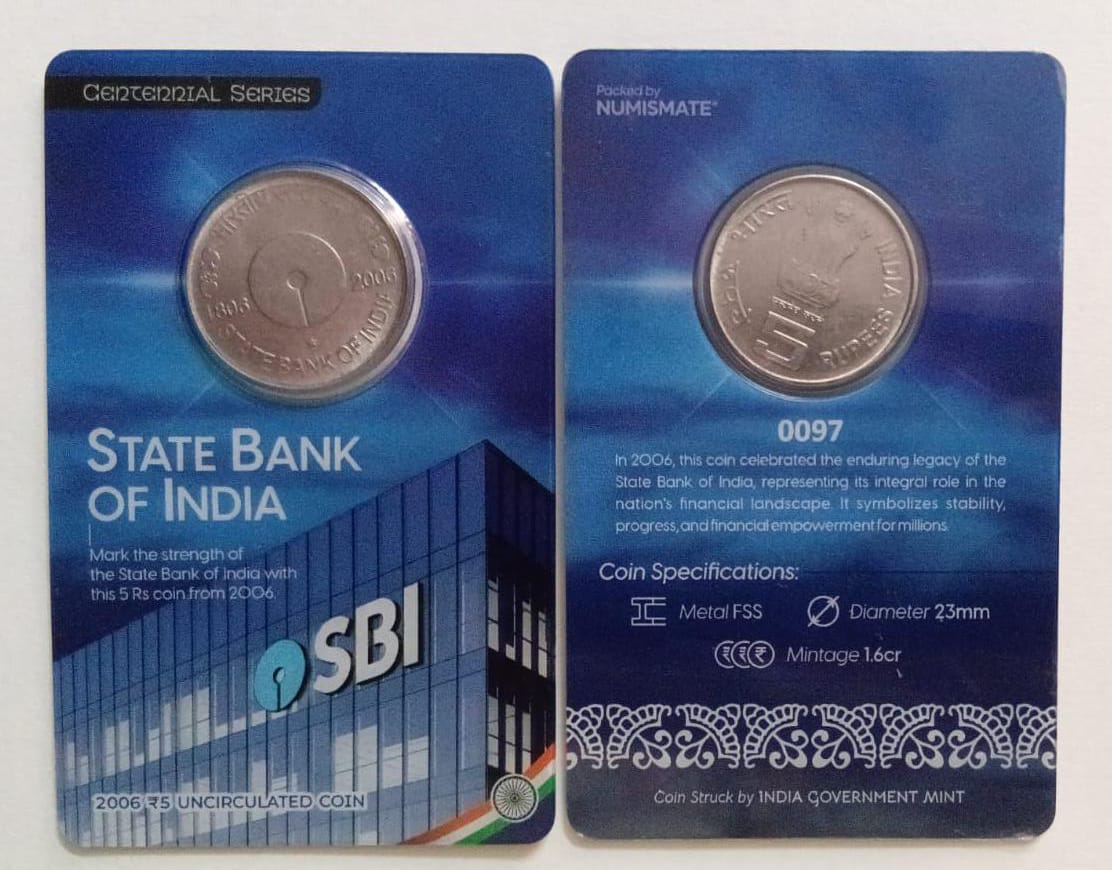 CENTENNIAL SERIES
भारतीय
1806
2006
STATE BANK OF INDIA
STATE BANK
OF INDIA
Mark the strength of
the State Bank of India with
this 5 Rs coin from 2006.
SBI
2006 ₹5 UNCIRCULATED COIN
Packed by
NUMISMATE®
भारत
INDIA
रुपये
5
RUPEES
0097
In 2006, this coin celebrated the enduring legacy of the
State Bank of India, representing its integral role in the
nation's financial landscape. It symbolizes stability,
progress, and financial empowerment for millions.
Coin Specifications:
Metal FSS
Diameter 23mm
₹
Mintage 1.6cr
Coin Struck by INDIA GOVERNMENT MINT